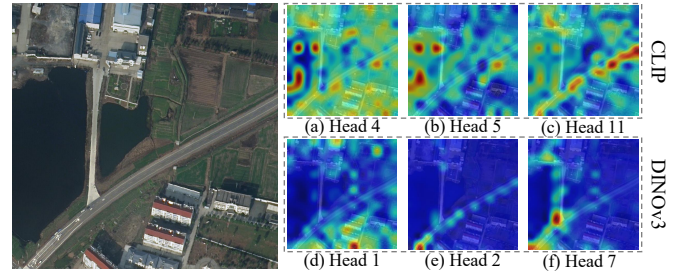 (a) Head 4 (b) Head 5 (c) Head 11
CLIP
(d) Head 1 (e) Head 2 (f) Head 7
DINOv3